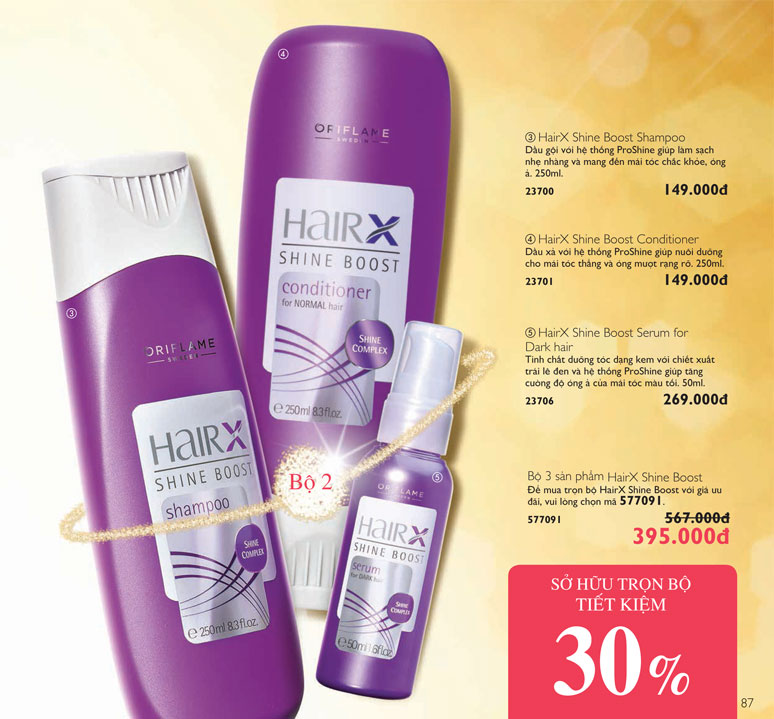 ④
ORIFLAME
SWEDEN
HAIRX
SHINE BOOST
conditioner
for NORMAL hair
SHINE
COMPLEX
e 250ml 8.3 fl.oz.
③
ORIFLAME
SWEDEN
HAIRX
SHINE BOOST
shampoo
SHINE
COMPLEX
e 250ml 8.3 fl.oz.
Bộ 2
⑤
ORIFLAME
HAIRX
SHINE BOOST
serum
for DARK hair
SHINE
COMPLEX
e 50ml 1.6 fl.oz.
③ HairX Shine Boost Shampoo
Dầu gội với hệ thống ProShine giúp làm sạch
nhẹ nhàng và mang đến mái tóc chắc khỏe, óng
ả. 250ml.
23700 149.000đ
④ HairX Shine Boost Conditioner
Dầu xả với hệ thống ProShine giúp nuôi dưỡng
cho mái tóc thẳng và óng mượt rạng rỡ. 250ml.
23701 149.000đ
⑤ HairX Shine Boost Serum for
Dark hair
Tinh chất dưỡng tóc dạng kem với chiết xuất
trái lê đen và hệ thống ProShine giúp tăng
cường độ óng ả của mái tóc màu tối. 50ml.
23706 269.000đ
Bộ 3 sản phẩm HairX Shine Boost
Để mua trọn bộ HairX Shine Boost với giá ưu
đãi, vui lòng chọn mã 577091.
577091 567.000đ
395.000đ
SỞ HỮU TRỌN BỘ
TIẾT KIỆM
30%
87